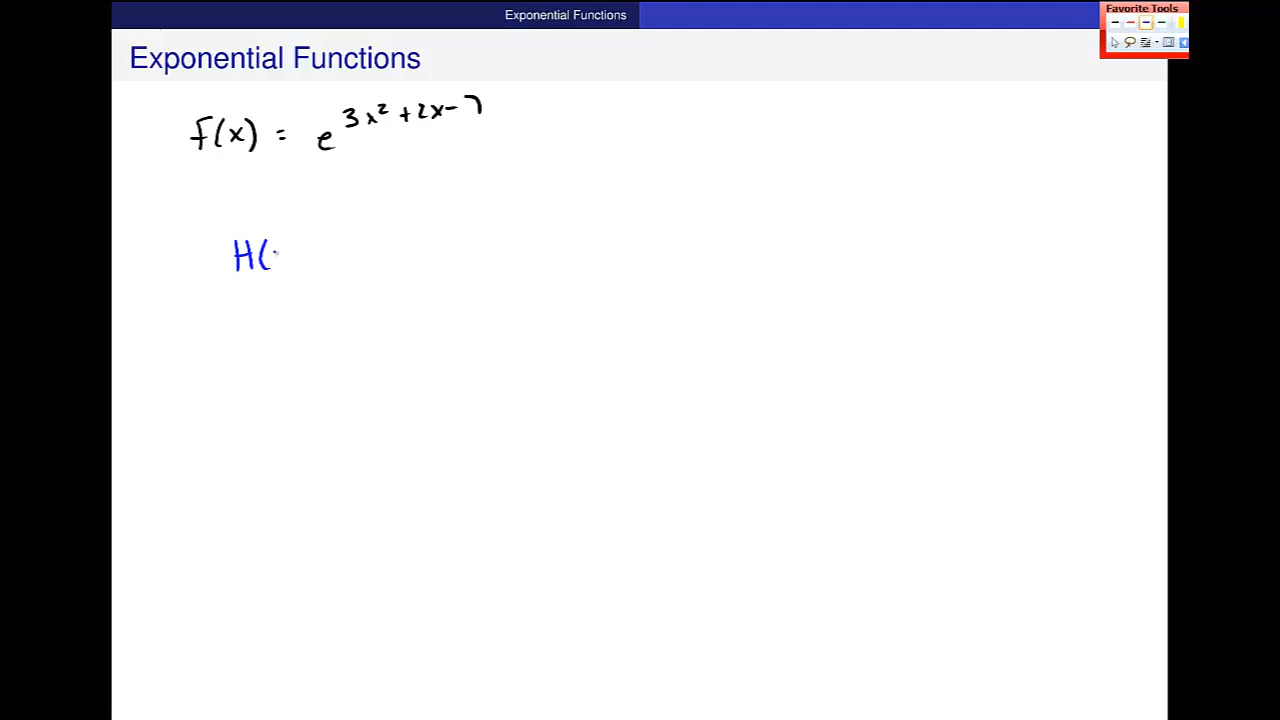 Exponential Functions
Favorite Tools
Exponential Functions
f(x) = e^{3x²+2x-7}
H(